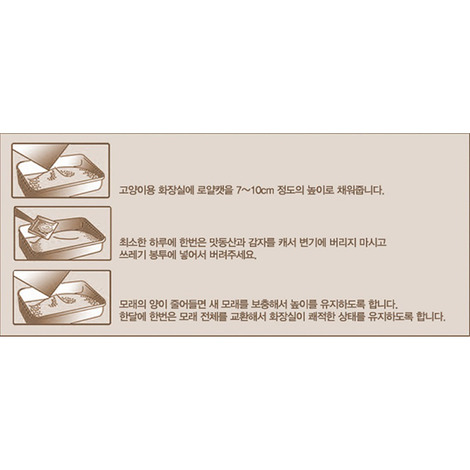 고양이용 화장실에 로얄캣을 7~10cm 정도의 높이로 채워줍니다.
최소한 하루에 한번은 맛동산과 감자를 캐서 변기에 버리지 마시고
쓰레기 봉투에 넣어서 버려주세요.
모래의 양이 줄어들면 새 모래를 보충해서 높이를 유지하도록 합니다.
한달에 한번은 모래 전체를 교환해서 화장실이 쾌적한 상태를 유지하도록 합니다.